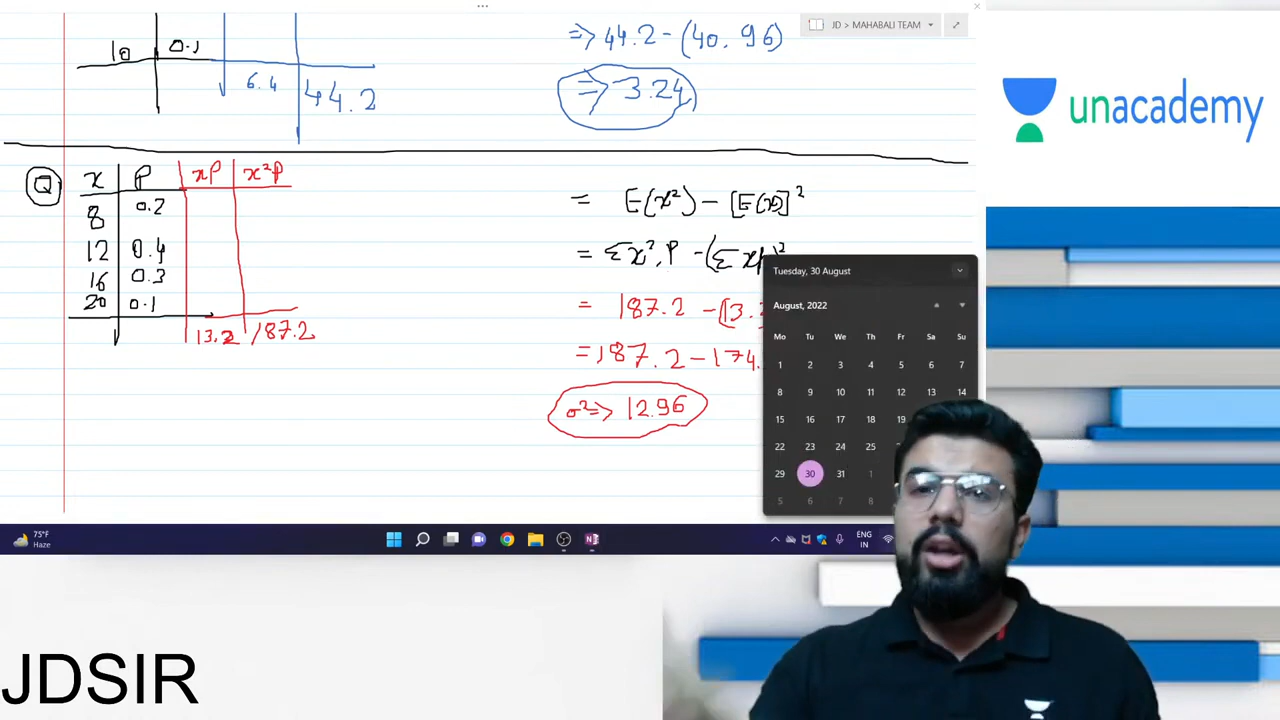 JD > MAHABALI TEAM
10 0.1
6.4 44.2
=> 44.2 - (40.96)
=> 3.24
unacademy
Q
x P xP x²P
8 0.2
12 0.4
16 0.3
20 0.1
13.2 187.2
= E(x²) - [E(x)]²
= Σx².P - (Σxp)²
= 187.2 - (13.
= 187.2 - 174.
σ² => 12.96
Tuesday, 30 August
August, 2022
Mo Tu We Th Fr Sa Su
1 2 3 4 5 6 7
8 9 10 11 12 13 14
15 16 17 18 19
22 23 24 25
29 30 31 1
5 6 7 8
75°F
Haze
ENG
IN
JDSIR